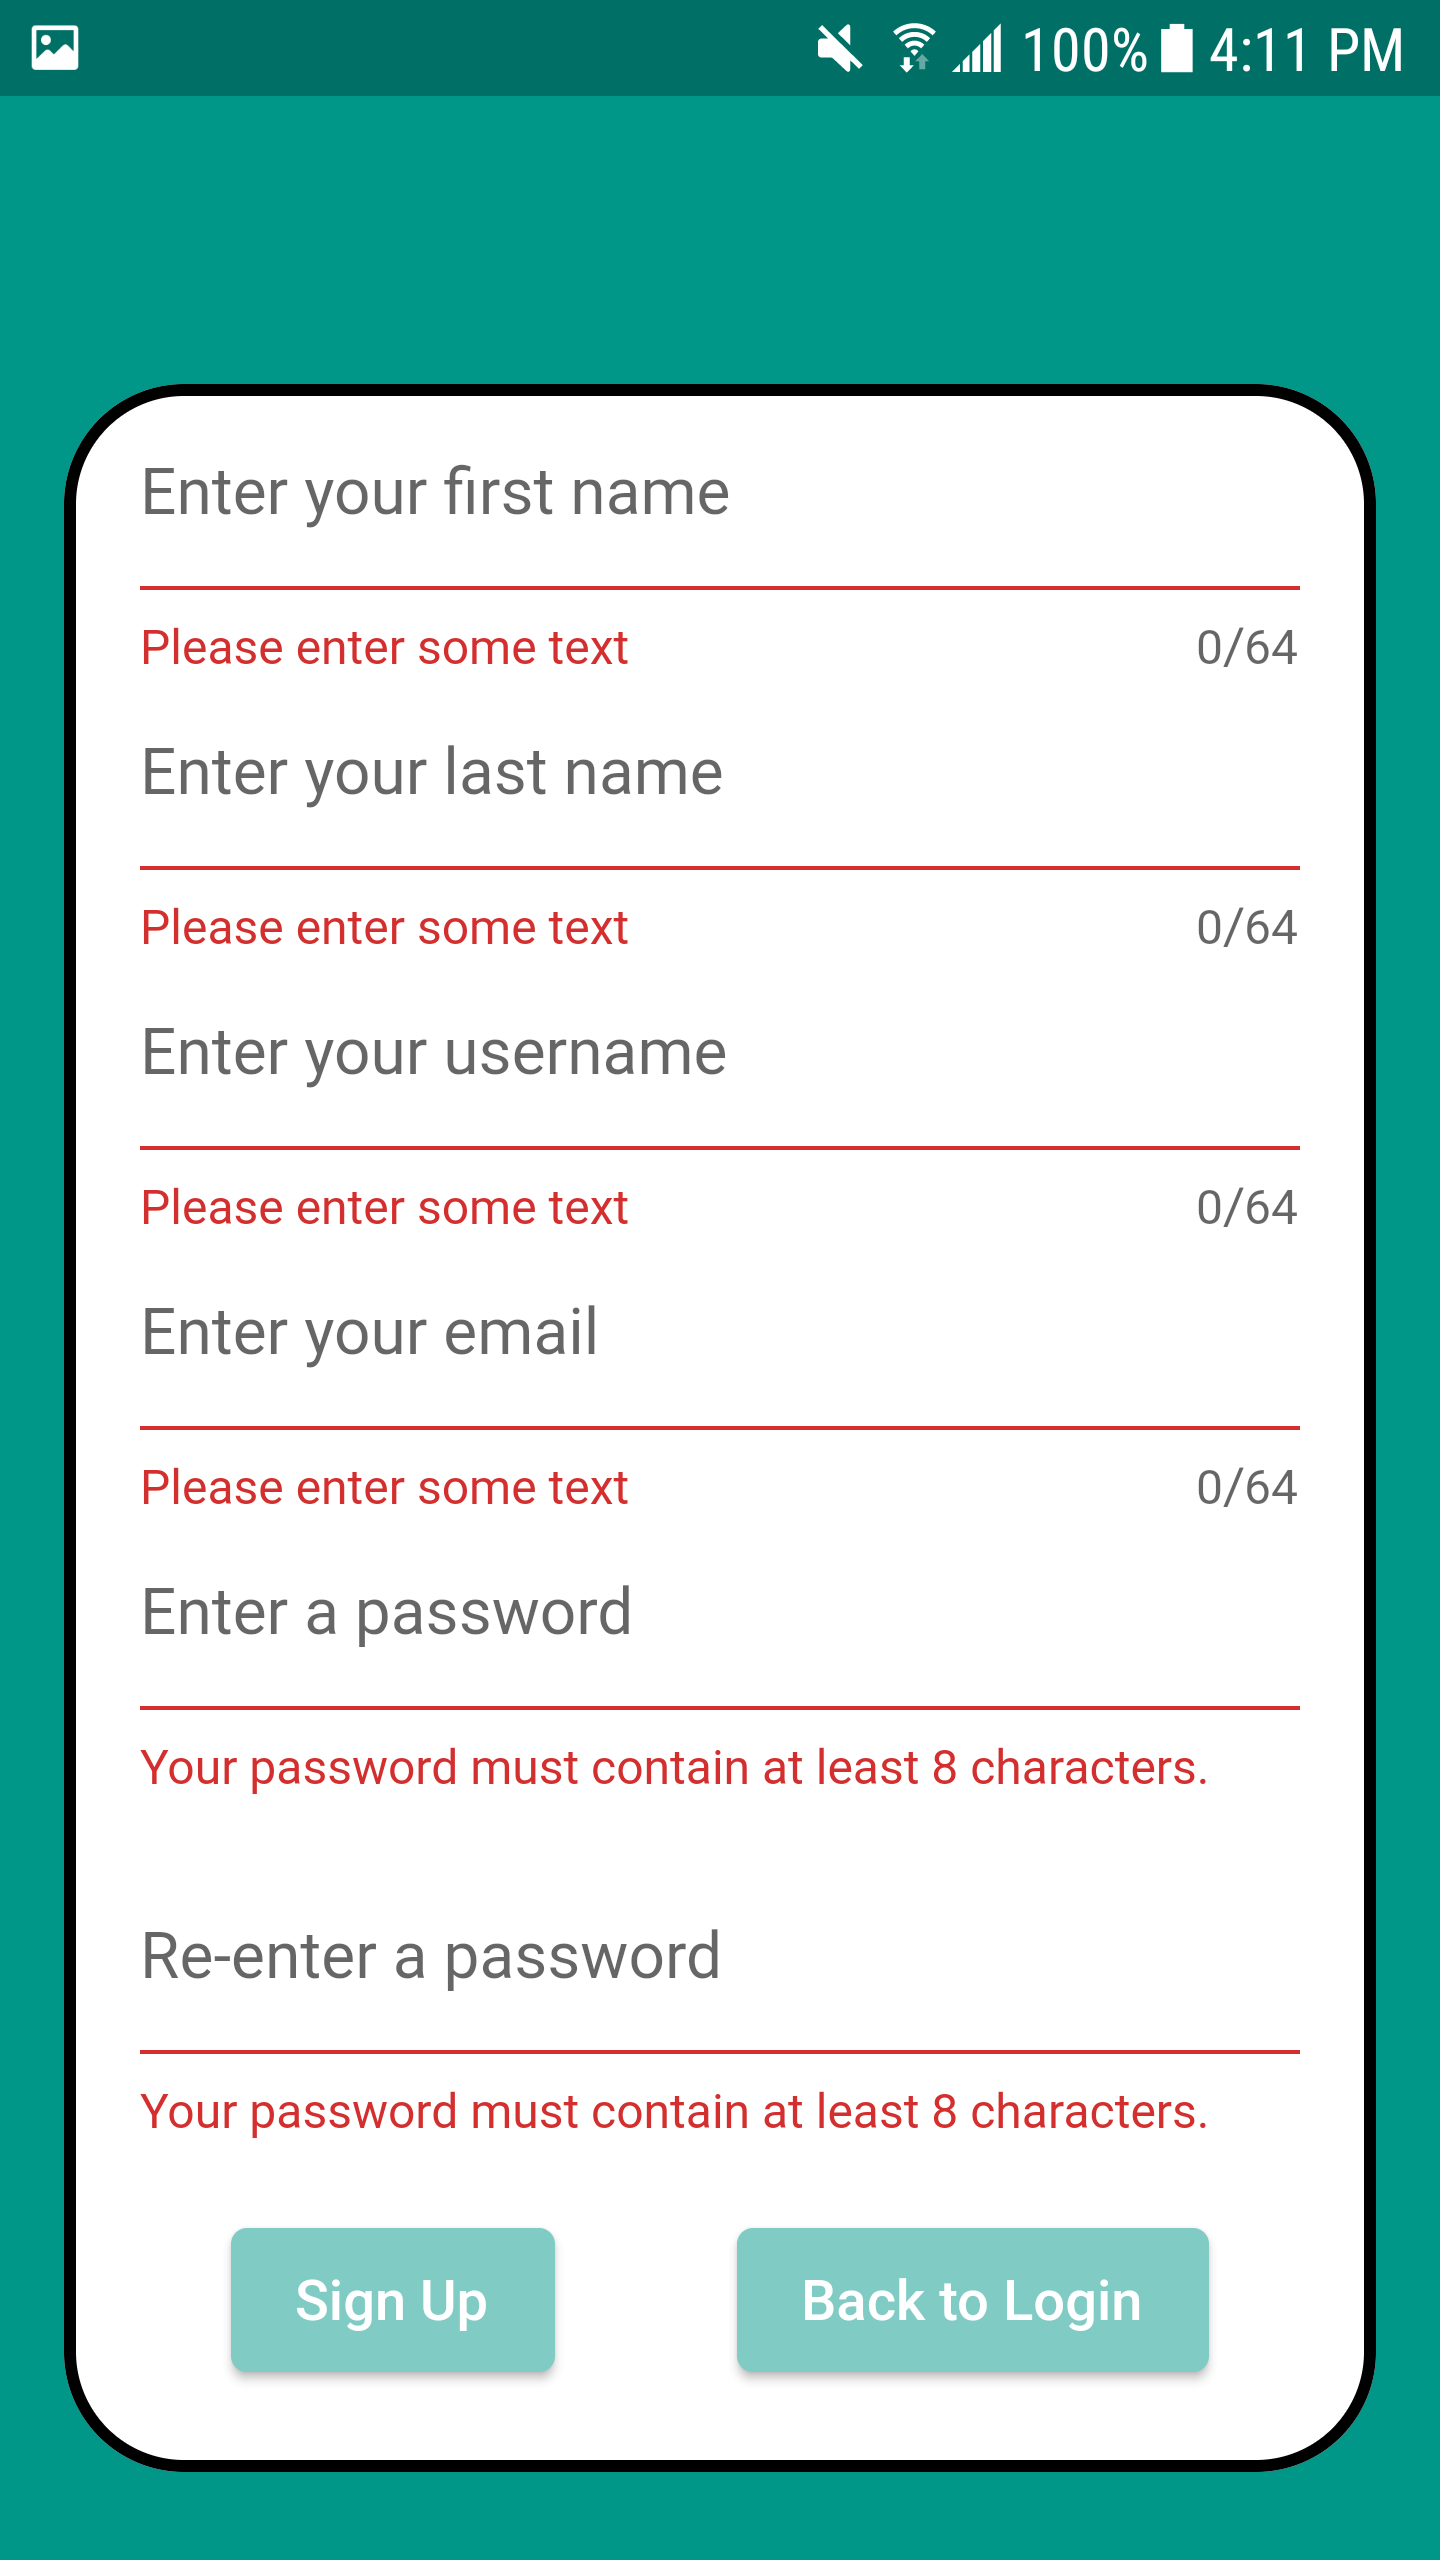 100% 4:11 PM
Enter your first name
Please enter some text 0/64
Enter your last name
Please enter some text 0/64
Enter your username
Please enter some text 0/64
Enter your email
Please enter some text 0/64
Enter a password
Your password must contain at least 8 characters.
Re-enter a password
Your password must contain at least 8 characters.
Sign Up Back to Login